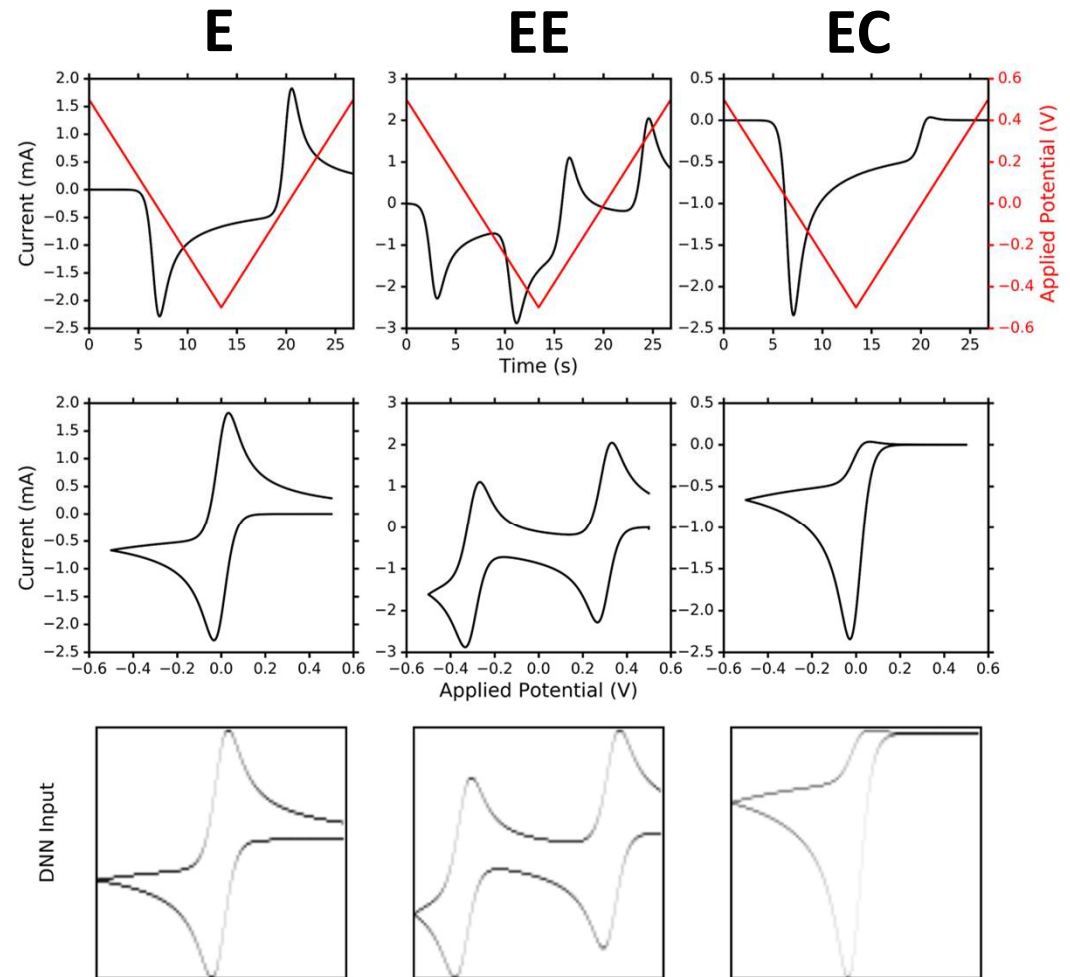 E EE EC
2.0 3 0.5 0.6
1.5 2 0.0 0.4
1.0 1 −0.5 0.2
0.5 0 −1.0 0.0
0.0 −1 −1.5 −0.2
−0.5 −2 −2.0 −0.4
−1.0 −3 −2.5 −0.6
−1.5
−2.0
−2.5
Current (mA)
Applied Potential (V)
0 5 10 15 20 25 0 5 10 15 20 25 0 5 10 15 20 25
Time (s)
2.0 3 0.5
1.5 2 0.0
1.0 1 −0.5
0.5 0 −1.0
0.0 −1 −1.5
−0.5 −2 −2.0
−1.0 −3 −2.5
−1.5
−2.0
−2.5
Current (mA)
−0.6 −0.4 −0.2 0.0 0.2 0.4 0.6 −0.6 −0.4 −0.2 0.0 0.2 0.4 0.6 −0.6 −0.4 −0.2 0.0 0.2 0.4 0.6
Applied Potential (V)
DNN Input